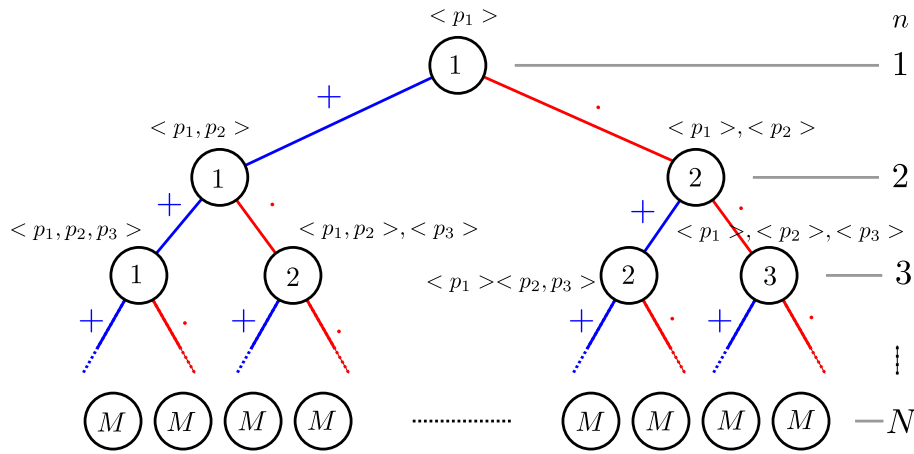 < p₁ > n
1 1
+ ·
< p₁, p₂ > < p₁ >, < p₂ >
1 2 2
+ · + ·
< p₁, p₂, p₃ > < p₁, p₂ >, < p₃ > < p₁ >, < p₂ >, < p₃ >
1 2 < p₁ >< p₂, p₃ > 2 3 3
+ · + · + · + ·
M M M M M M M M N